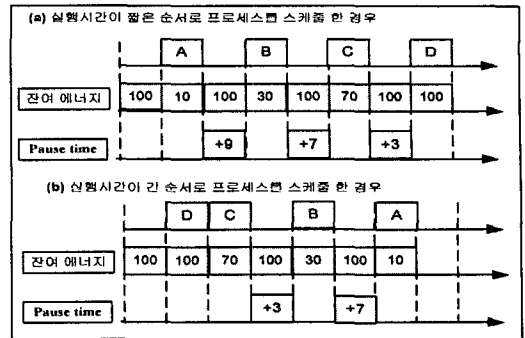 (a) 실행시간이 짧은 순서로 프로세스를 스케줄 한 경우
A B C D
잔여 에너지 100 10 100 30 100 70 100 100
Pause time +9 +7 +3
(b) 실행시간이 긴 순서로 프로세스를 스케줄 한 경우
D C B A
잔여 에너지 100 100 70 100 30 100 10
Pause time +3 +7